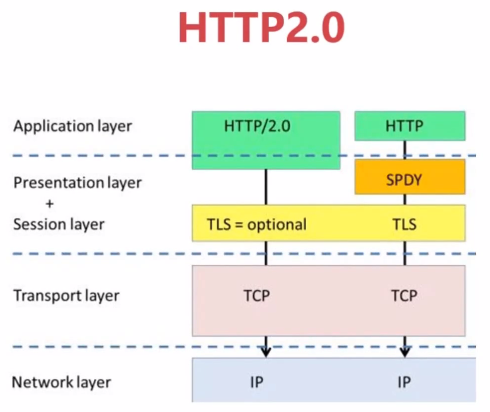 HTTP2.0
Application layer
HTTP/2.0
HTTP
Presentation layer
+
Session layer
SPDY
TLS = optional
TLS
Transport layer
TCP
TCP
Network layer
IP
IP